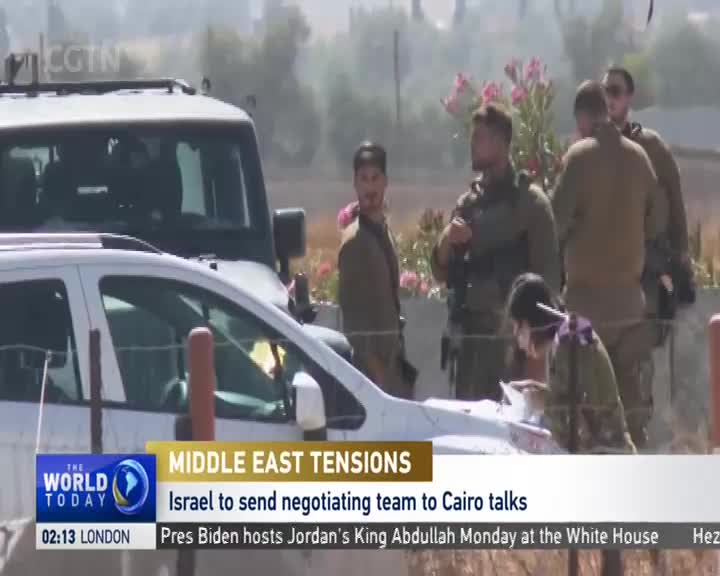 CGTN
MIDDLE EAST TENSIONS
THE WORLD TODAY
Israel to send negotiating team to Cairo talks
02:13 LONDON
Pres Biden hosts Jordan's King Abdullah Monday at the White House Hez